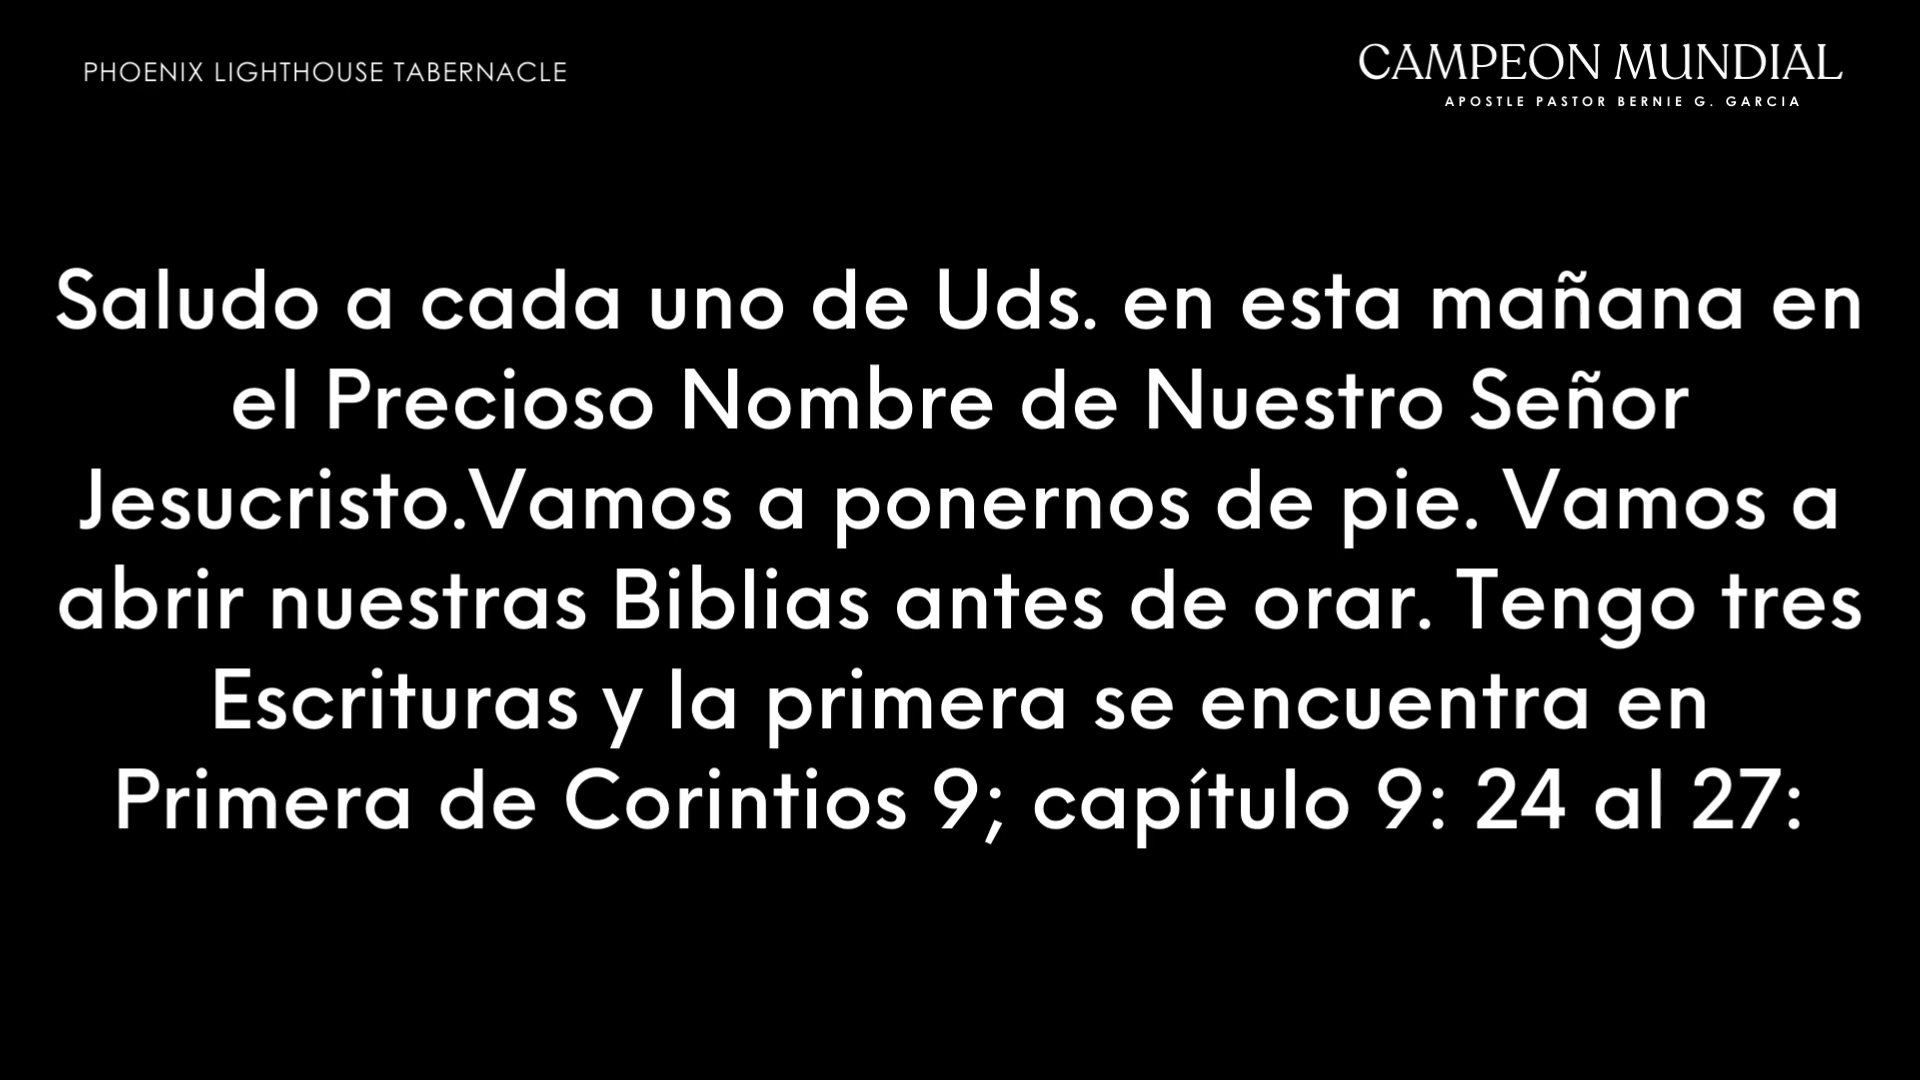 PHOENIX LIGHTHOUSE TABERNACLE
CAMPEON MUNDIAL
APOSTLE PASTOR BERNIE G. GARCIA
Saludo a cada uno de Uds. en esta mañana en
el Precioso Nombre de Nuestro Señor
Jesucristo.Vamos a ponernos de pie. Vamos a
abrir nuestras Biblias antes de orar. Tengo tres
Escrituras y la primera se encuentra en
Primera de Corintios 9; capítulo 9: 24 al 27: